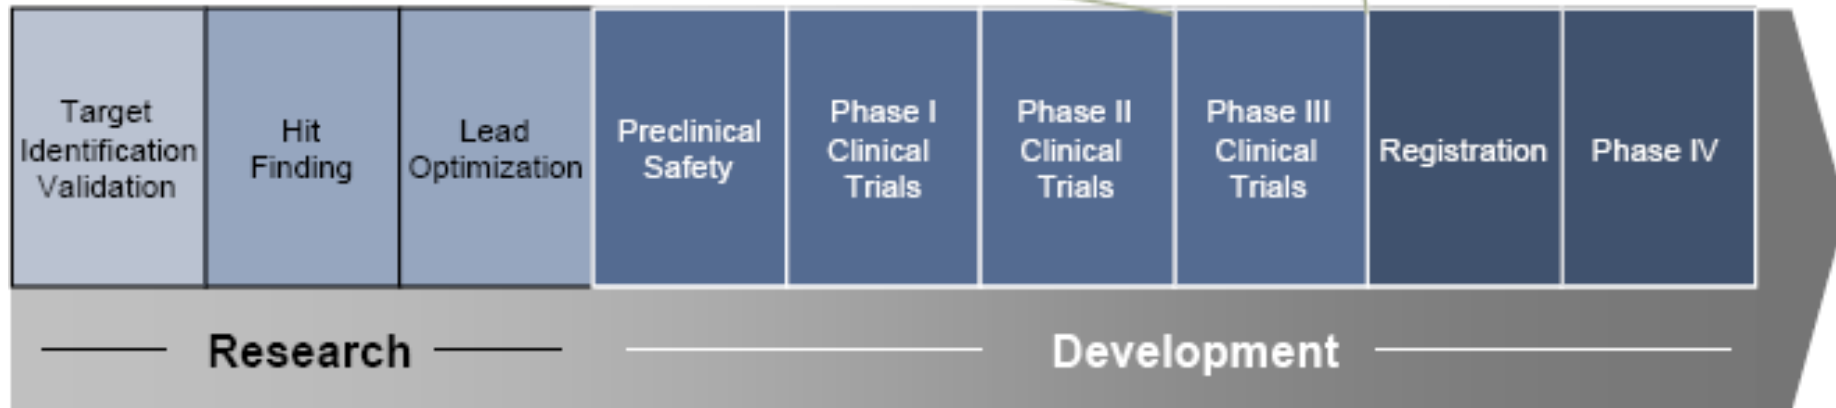 Target
Identification
Validation
Hit
Finding
Lead
Optimization
Preclinical
Safety
Phase I
Clinical
Trials
Phase II
Clinical
Trials
Phase III
Clinical
Trials
Registration
Phase IV
Research
Development